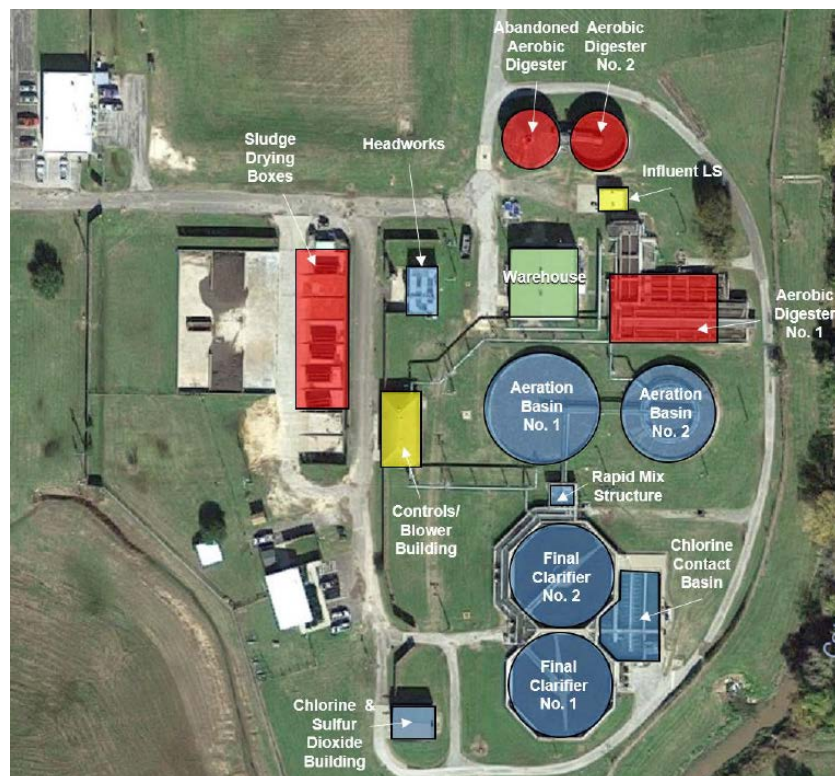 Abandoned
Aerobic
Digester
Aerobic
Digester
No. 2
Sludge
Drying
Boxes
Headworks
Influent LS
Warehouse
Aerobic
Digester
No. 1
Aeration
Basin
No. 1
Aeration
Basin
No. 2
Rapid Mix
Structure
Controls/
Blower
Building
Final
Clarifier
No. 2
Chlorine
Contact
Basin
Final
Clarifier
No. 1
Chlorine &
Sulfur
Dioxide
Building